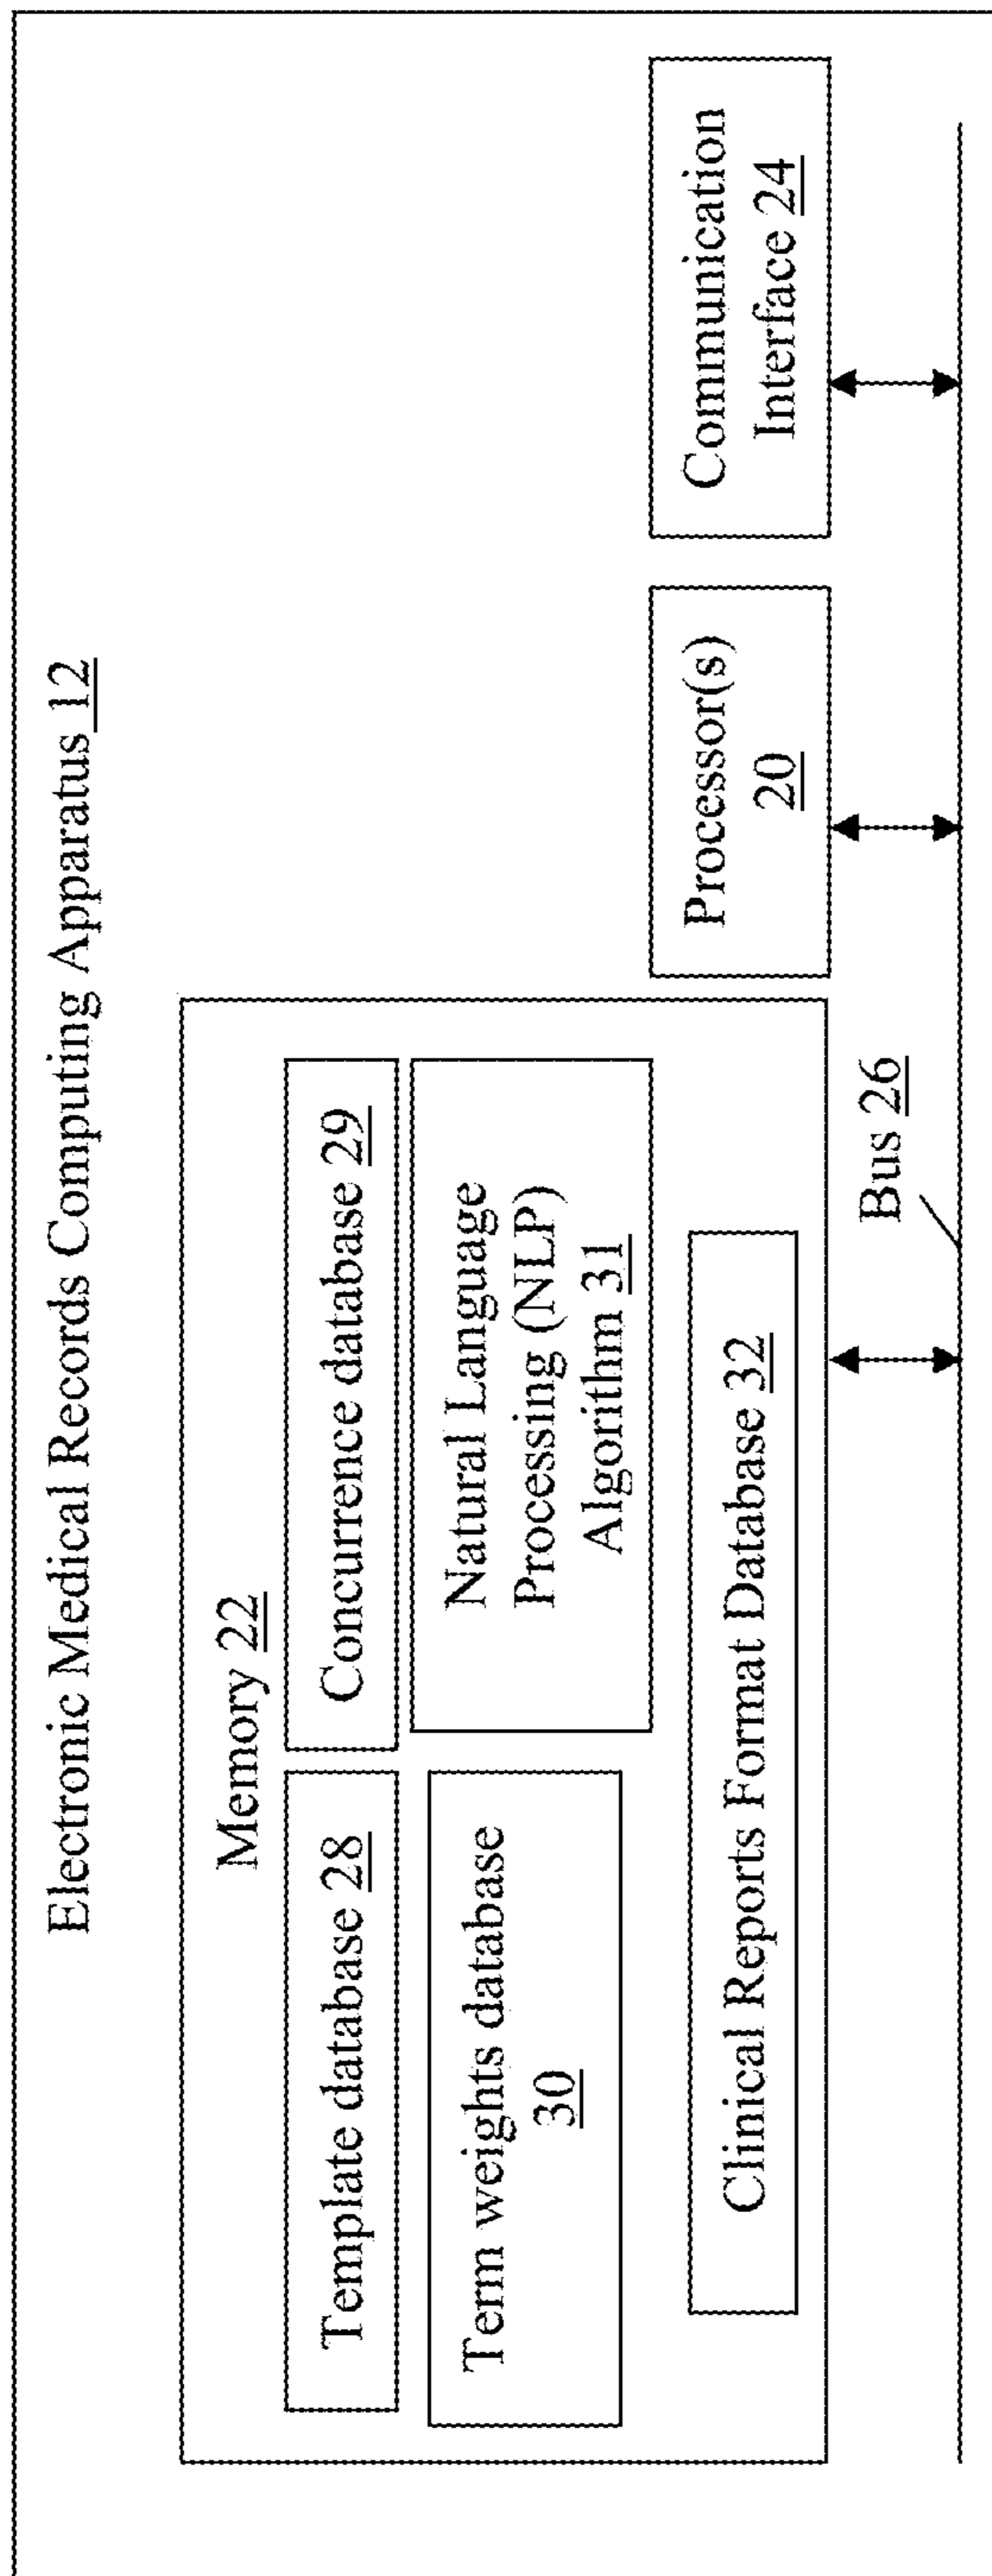 Electronic Medical Records Computing Apparatus 12
Memory 22
Template database 28
Concurrence database 29
Term weights database
30
Natural Language
Processing (NLP)
Algorithm 31
Clinical Reports Format Database 32
Processor(s)
20
Communication
Interface 24
Bus 26